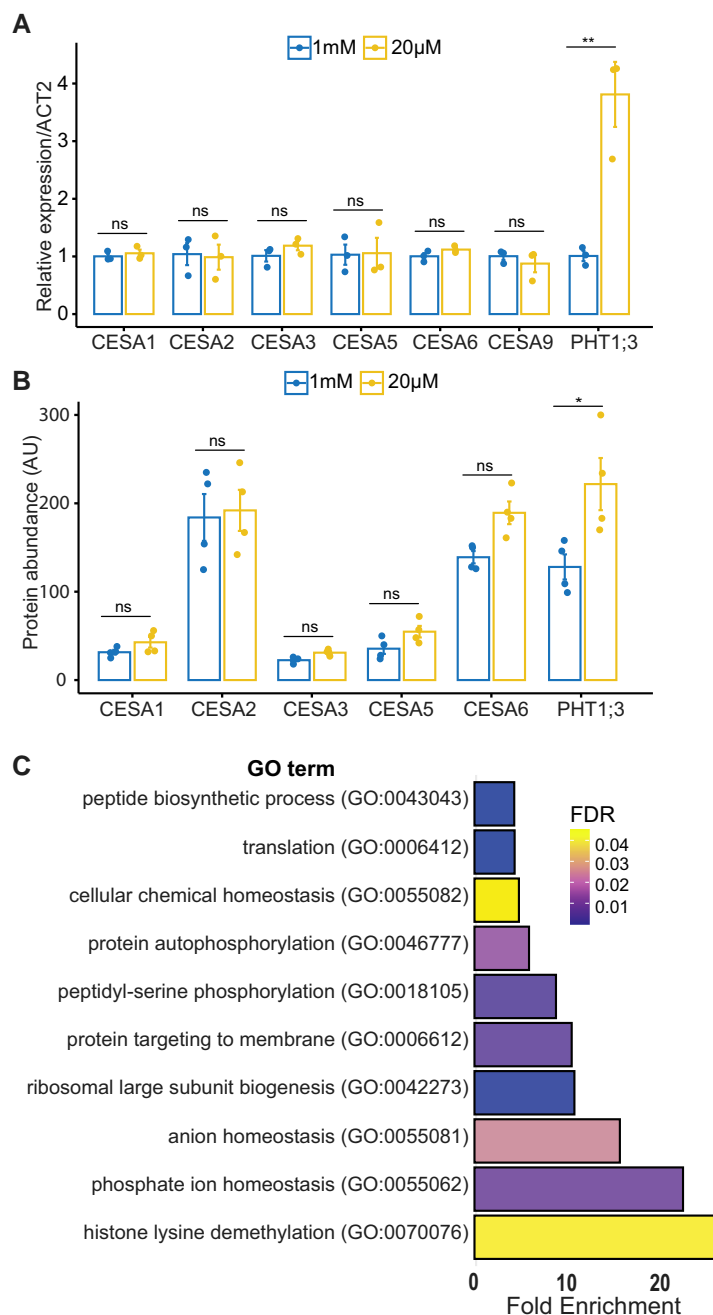 A
1mM 20µM
Relative expression/ACT2
4
2
1
0
ns ns ns ns ns ns **
CESA1 CESA2 CESA3 CESA5 CESA6 CESA9 PHT1;3
B
1mM 20µM
Protein abundance (AU)
300
200
100
0
ns ns ns ns ns *
CESA1 CESA2 CESA3 CESA5 CESA6 PHT1;3
C
GO term
peptide biosynthetic process (GO:0043043)
translation (GO:0006412)
cellular chemical homeostasis (GO:0055082)
protein autophosphorylation (GO:0046777)
peptidyl-serine phosphorylation (GO:0018105)
protein targeting to membrane (GO:0006612)
ribosomal large subunit biogenesis (GO:0042273)
anion homeostasis (GO:0055081)
phosphate ion homeostasis (GO:0055062)
histone lysine demethylation (GO:0070076)
FDR
0.04
0.03
0.02
0.01
0 10 20
Fold Enrichment